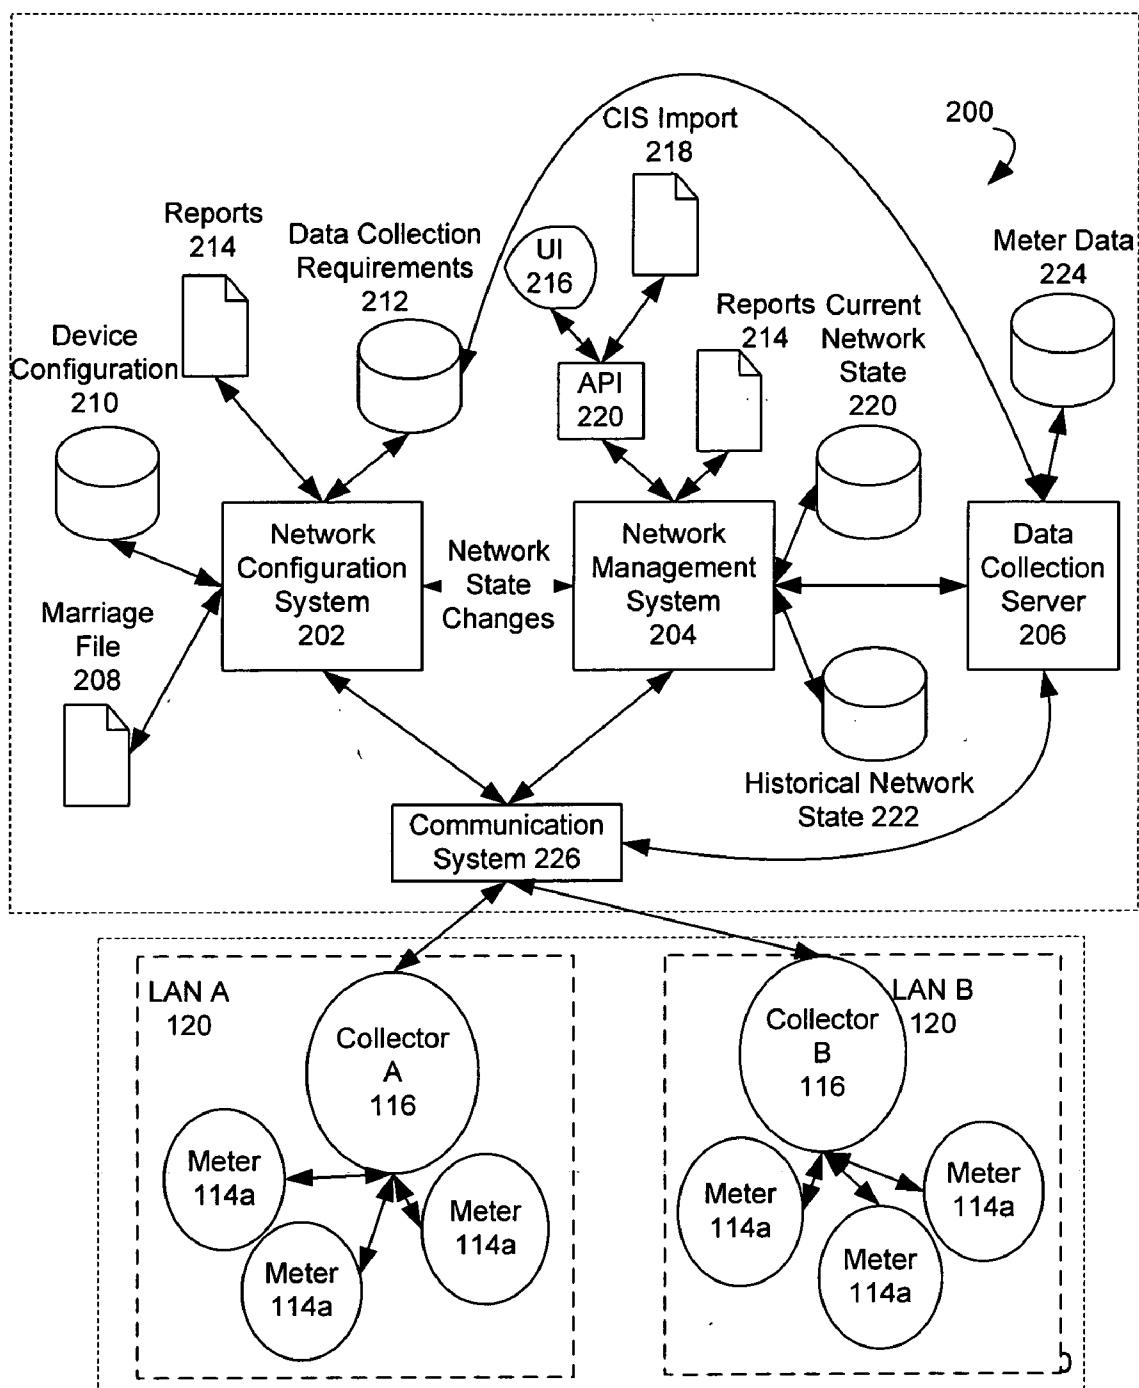 CIS Import
218
200
Reports
214
Data Collection
Requirements
212
UI
216
Meter Data
224
Device
Configuration
210
Reports
214
Current
Network
State
220
API
220
Network
Configuration
System
202
Network
State
Changes
Network
Management
System
204
Data
Collection
Server
206
Marriage
File
208
Historical Network
State 222
Communication
System 226
LAN A
120
Collector
A
116
LAN B
120
Collector
B
116
Meter
114a
Meter
114a
Meter
114a
Meter
114a
Meter
114a
Meter
114a